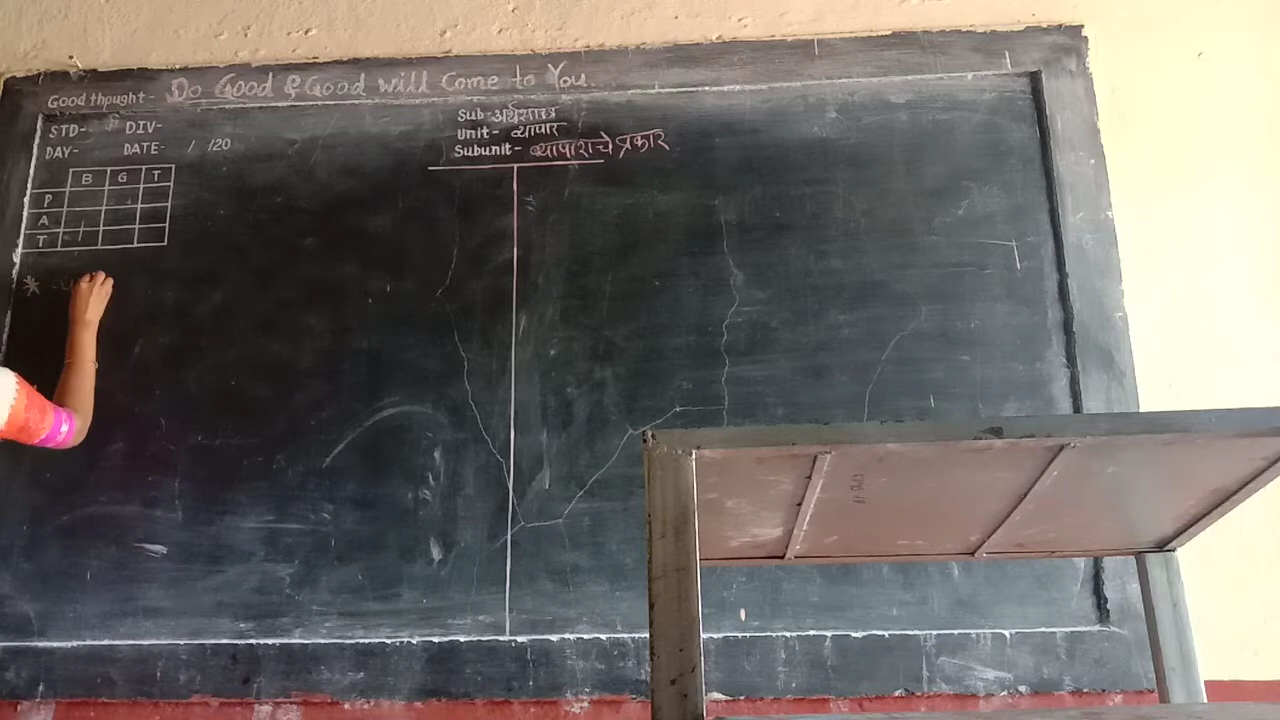 Good thought- Do Good & Good will Come to You...
STD- DIV-
DAY- DATE- / /20
Sub-अर्थशास्त्र
Unit- व्यापार
Subunit- व्यापाराचे प्रकार
B G T
P
A
T
*